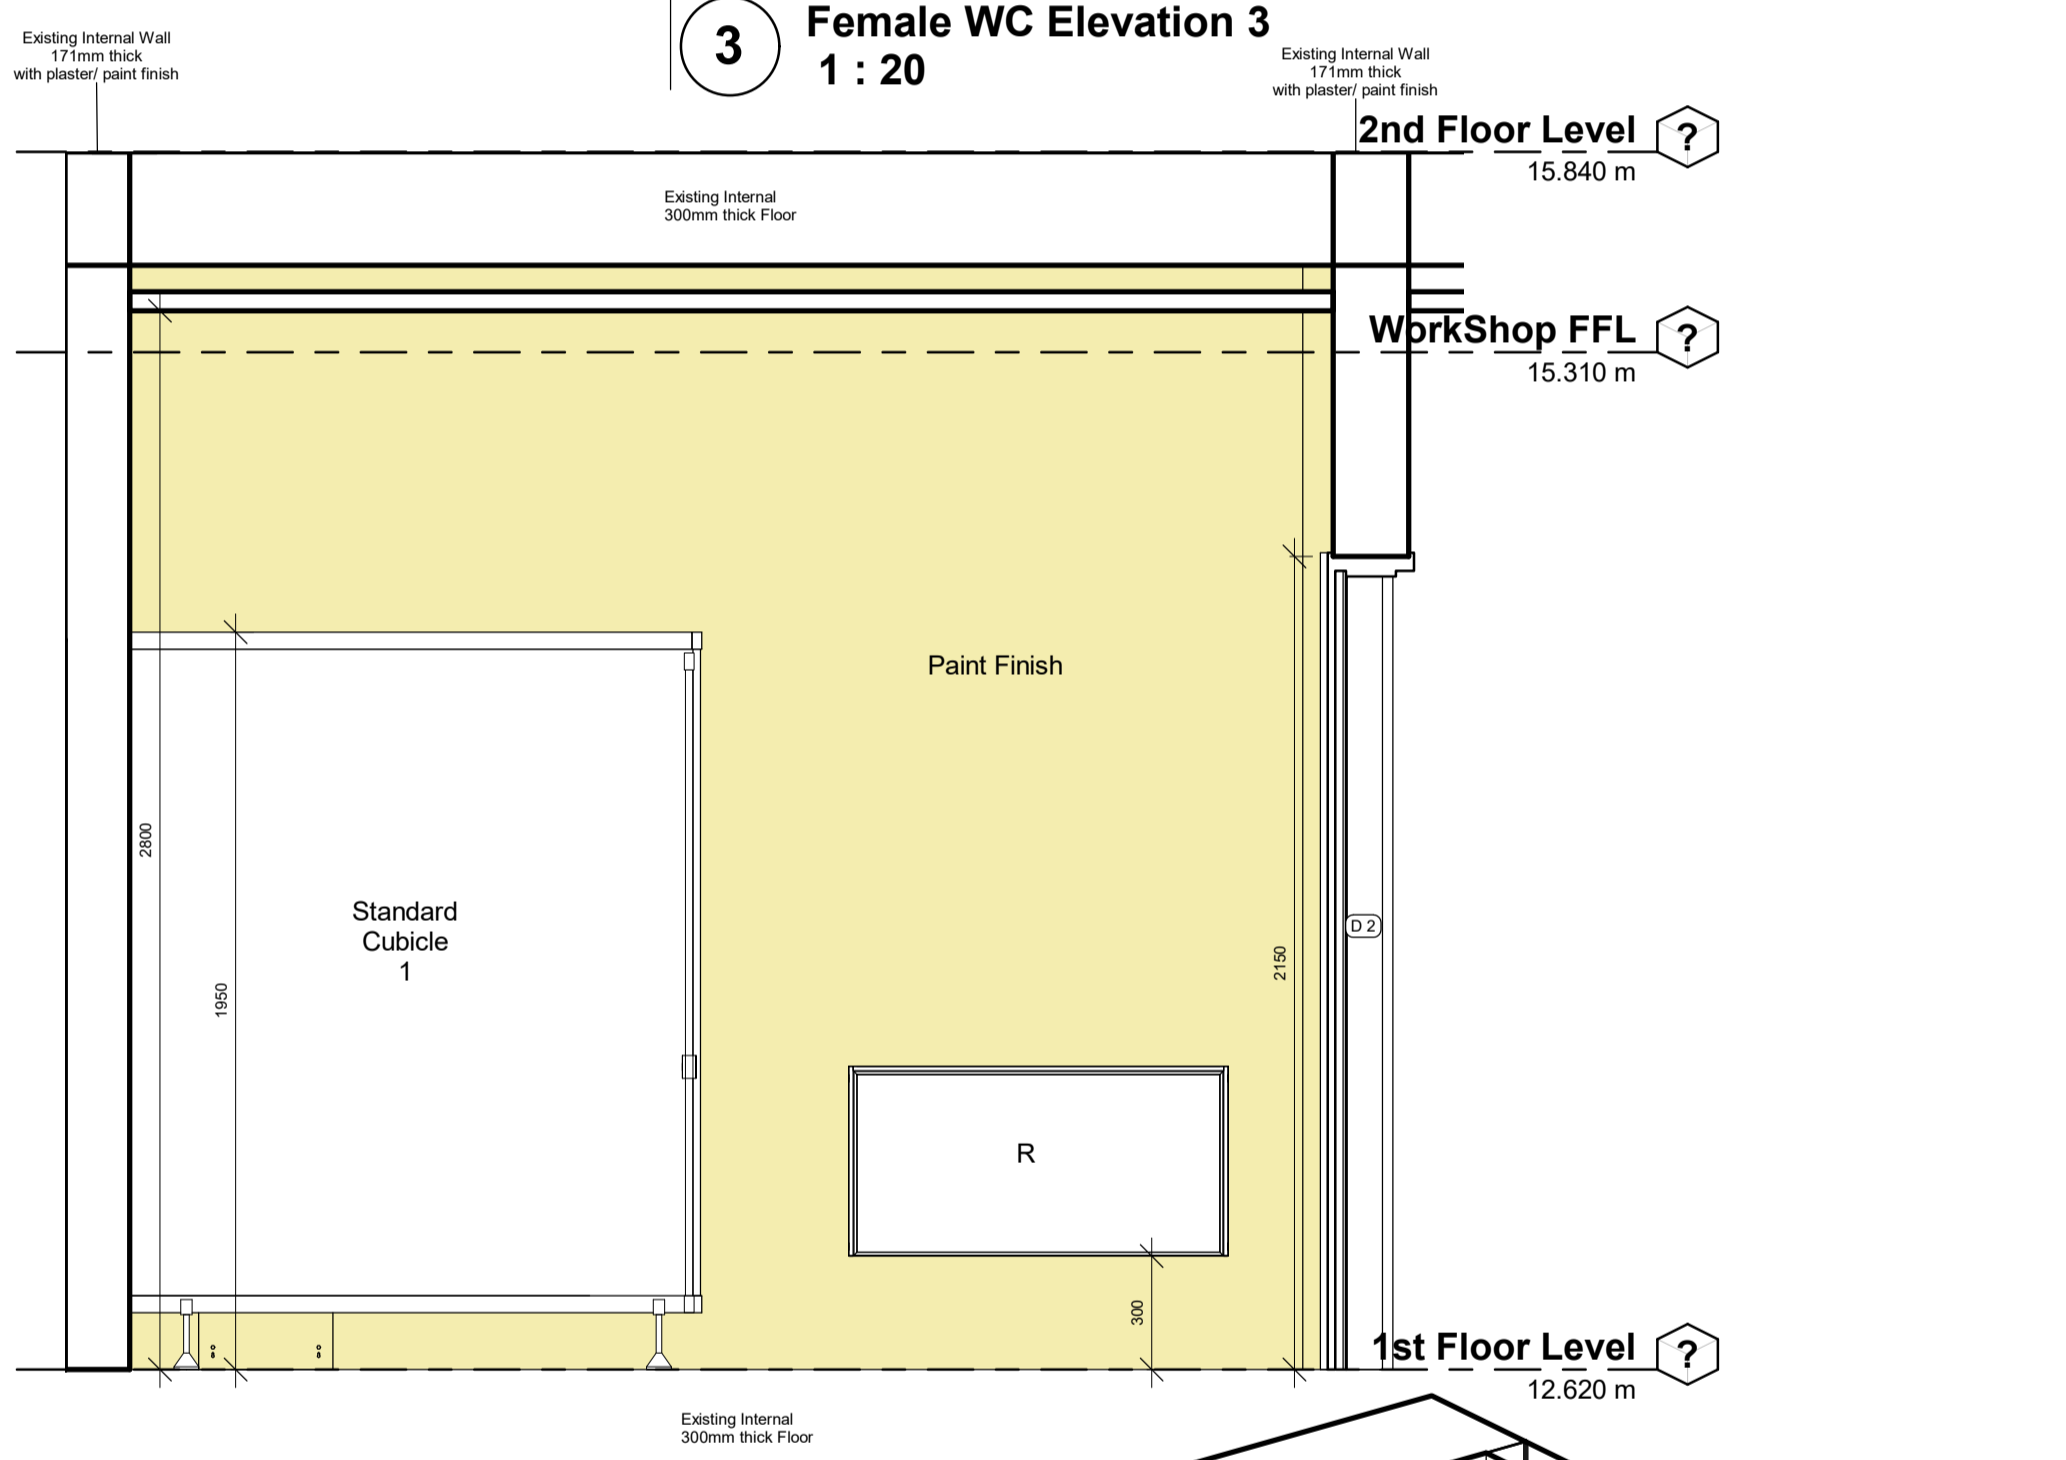 3
Female WC Elevation 3
1 : 20
Existing Internal Wall
171mm thick
with plaster/ paint finish
Existing Internal Wall
171mm thick
with plaster/ paint finish
2nd Floor Level
?
15.840 m
Existing Internal
300mm thick Floor
WorkShop FFL
?
15.310 m
Paint Finish
2800
Standard
Cubicle
1
1950
D 2
2150
R
300
1st Floor Level
?
12.620 m
Existing Internal
300mm thick Floor